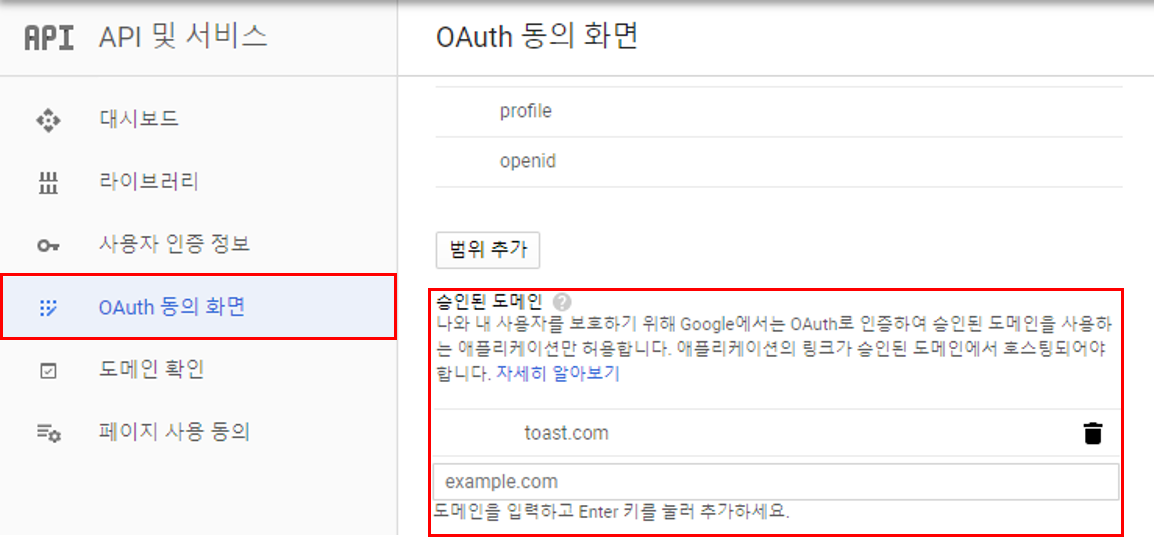 API API 및 서비스
OAuth 동의 화면
대시보드
라이브러리
사용자 인증 정보
OAuth 동의 화면
도메인 확인
페이지 사용 동의
profile
openid
범위 추가
승인된 도메인
나와 내 사용자를 보호하기 위해 Google에서는 OAuth로 인증하여 승인된 도메인을 사용하
는 애플리케이션만 허용합니다. 애플리케이션의 링크가 승인된 도메인에서 호스팅되어야
합니다. 자세히 알아보기
toast.com
example.com
도메인을 입력하고 Enter 키를 눌러 추가하세요.